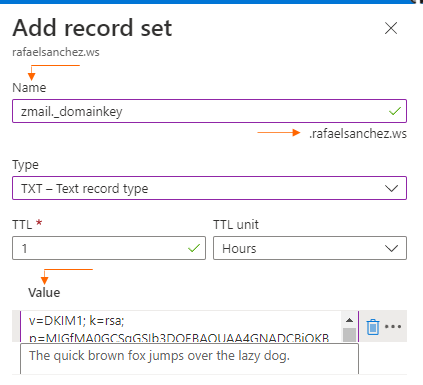 Add record set
rafaelsanchez.ws
Name
zmail._domainkey
.rafaelsanchez.ws
Type
TXT – Text record type
TTL *
TTL unit
1
Hours
Value
v=DKIM1; k=rsa;
p=MIGfMA0GCSqGSIb3DQEBAQUAA4GNADCBiQKB
The quick brown fox jumps over the lazy dog.